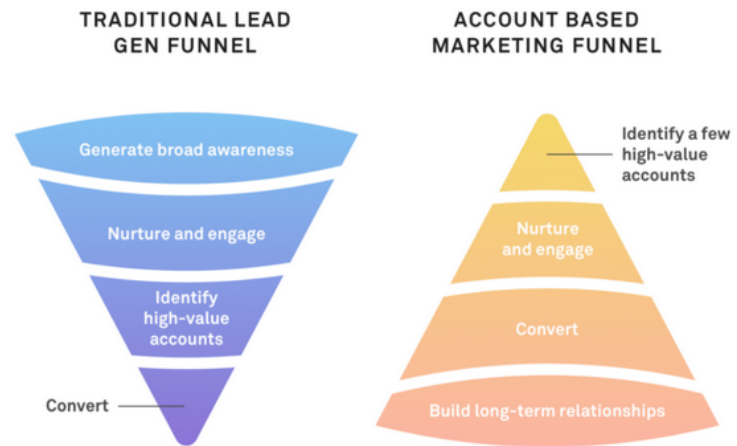 TRADITIONAL LEAD
GEN FUNNEL
Generate broad awareness
Nurture and engage
Identify
high-value
accounts
Convert
ACCOUNT BASED
MARKETING FUNNEL
Identify a few
high-value
accounts
Nurture
and engage
Convert
Build long-term relationships